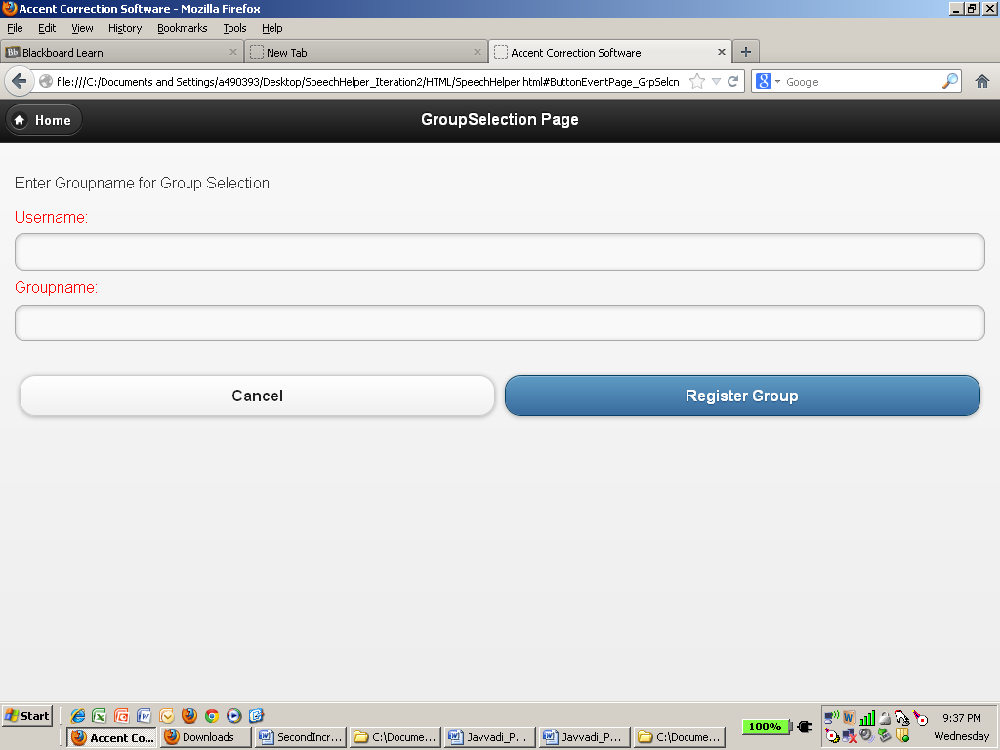 Accent Correction Software - Mozilla Firefox
File Edit View History Bookmarks Tools Help
Bb Blackboard Learn
New Tab
Accent Correction Software
file:///C:/Documents and Settings/a490393/Desktop/SpeechHelper_Iteration2/HTML/SpeechHelper.html#ButtonEventPage_GrpSelcn
Google
Home
GroupSelection Page
Enter Groupname for Group Selection
Username:
Groupname:
Cancel
Register Group
Start
100%
9:37 PM
Accent Co...
Downloads
SecondIncr...
C:\Docume...
Javvadi_P...
Javvadi_P...
C:\Docume...
Wednesday